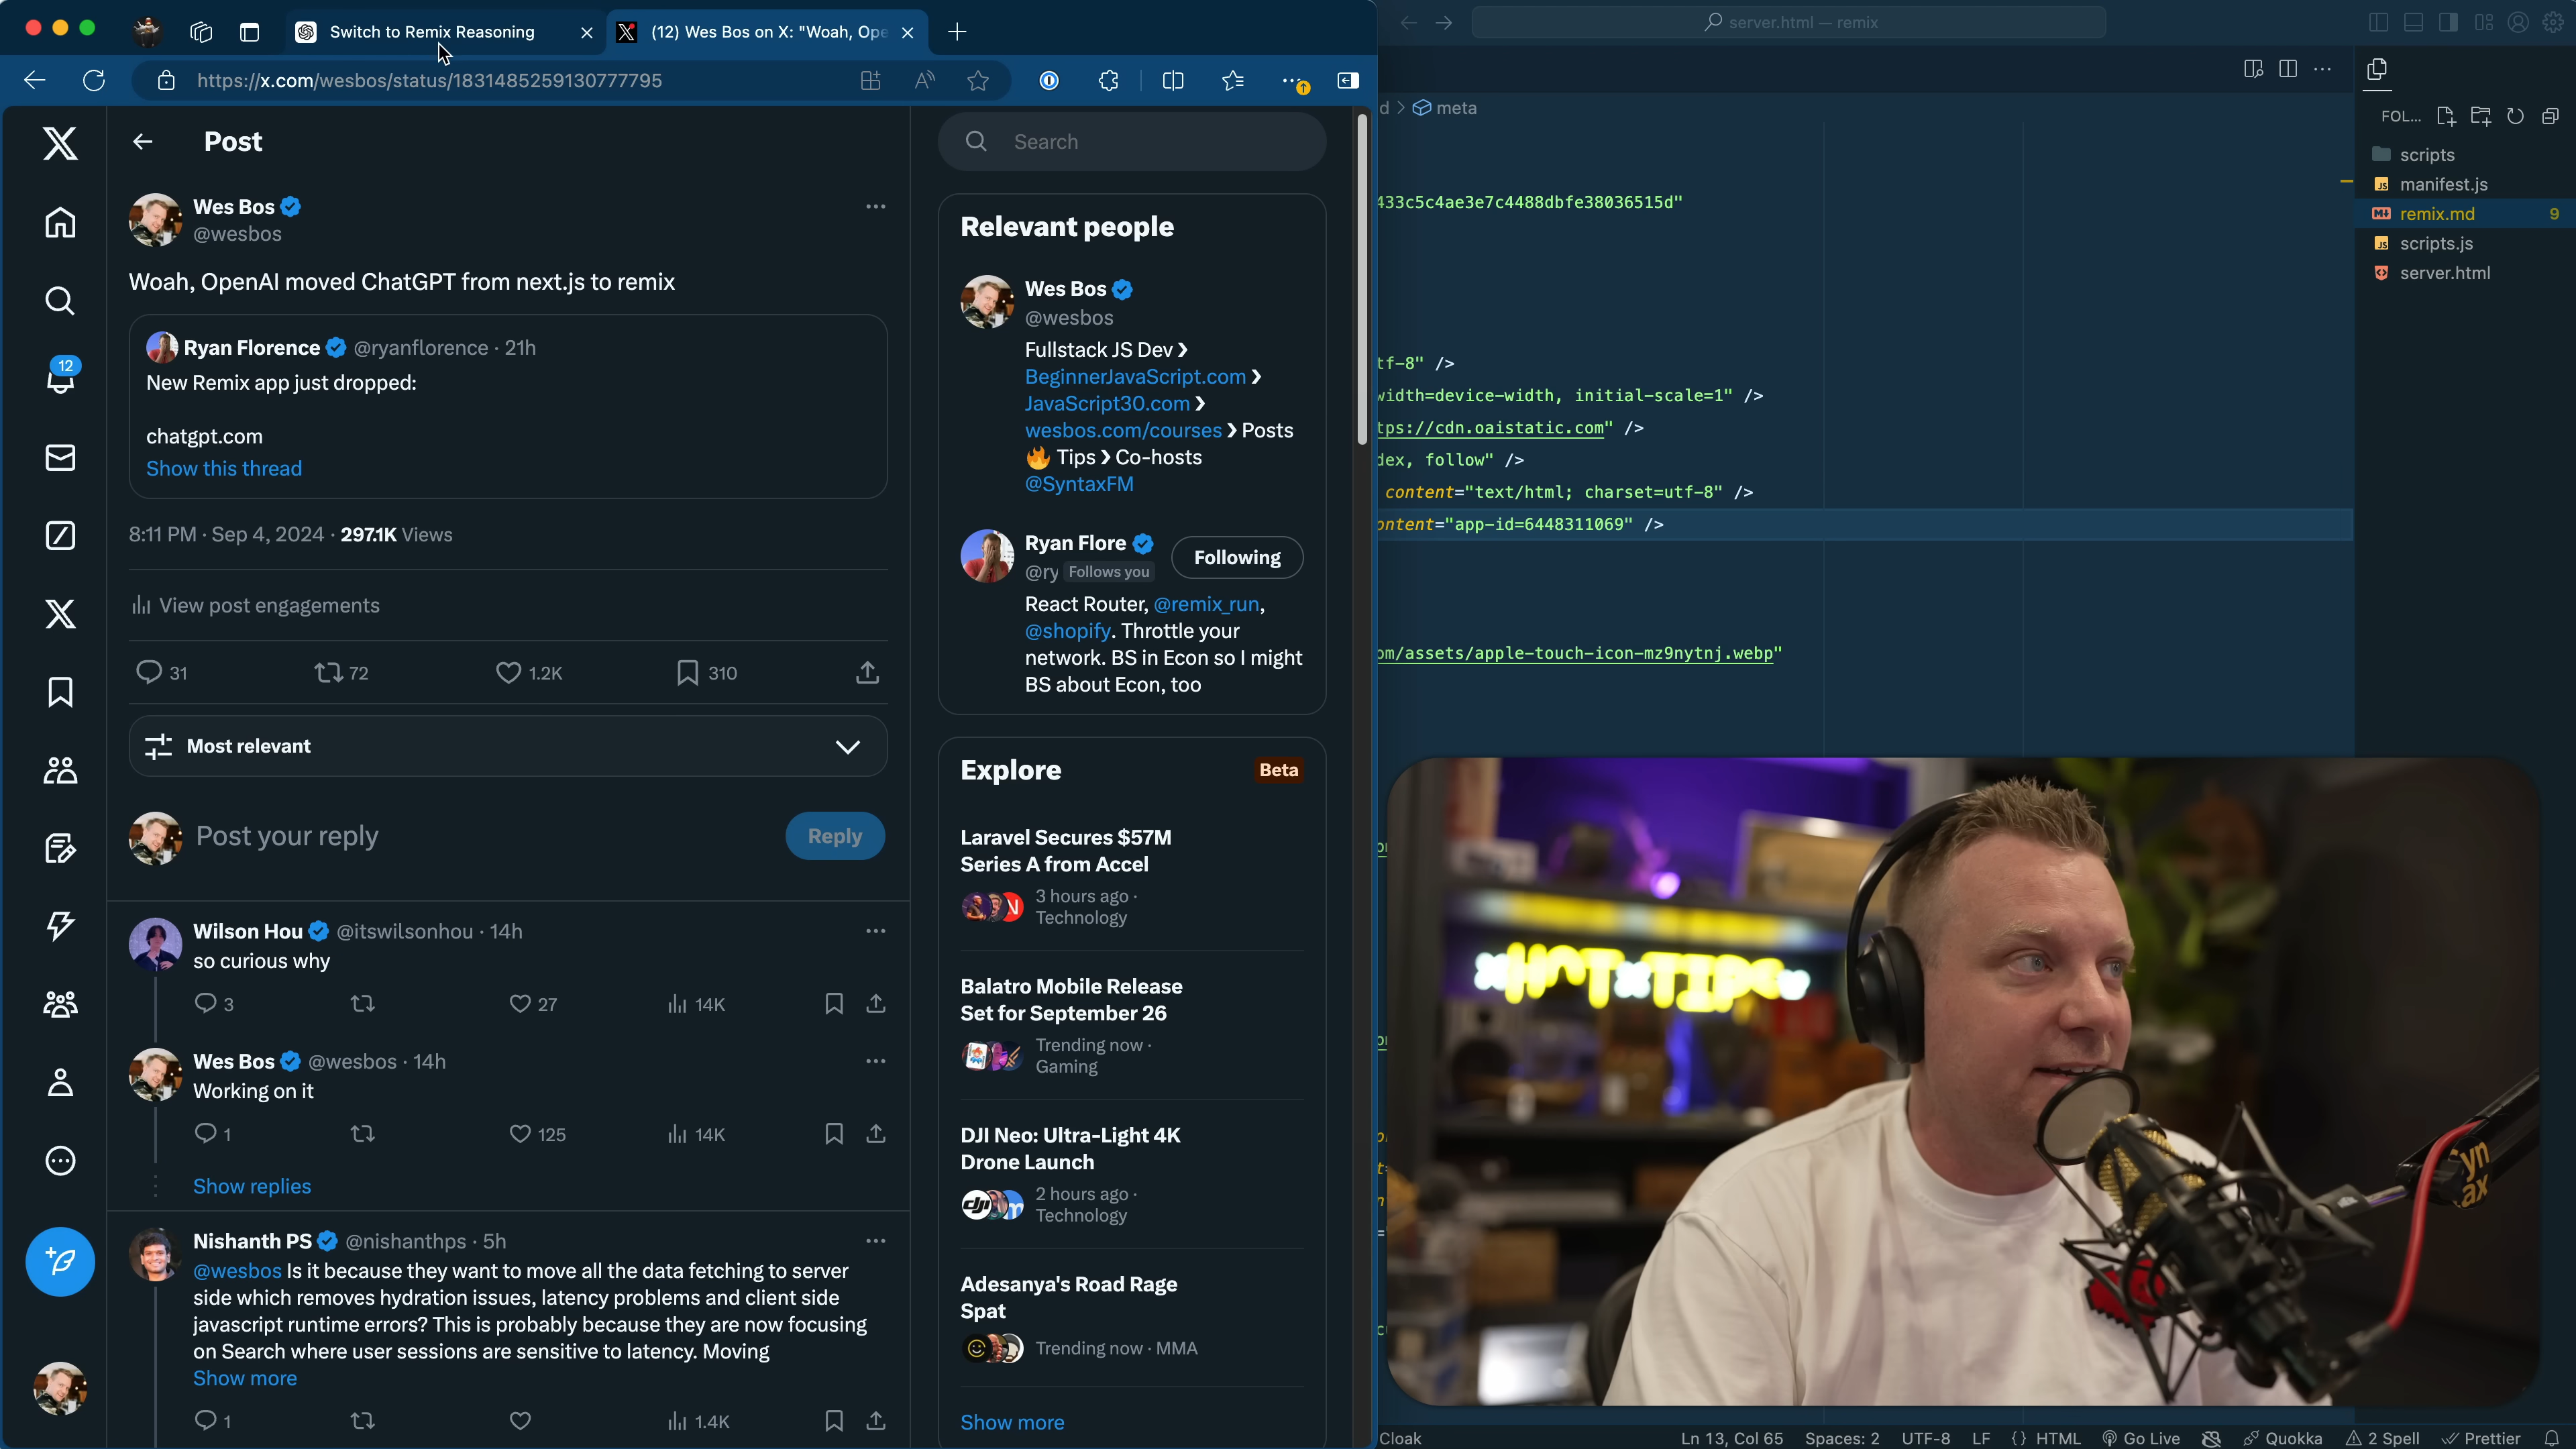 Switch to Remix Reasoning
(12) Wes Bos on X: "Woah, Ope
https://x.com/wesbos/status/1831485259130777795
Post
Wes Bos
@wesbos
Woah, OpenAI moved ChatGPT from next.js to remix
Ryan Florence @ryanflorence · 21h
New Remix app just dropped:
chatgpt.com
Show this thread
8:11 PM · Sep 4, 2024 · 297.1K Views
View post engagements
31 72 1.2K 310
Most relevant
Post your reply
Reply
Wilson Hou @itswilsonhou · 14h
so curious why
3 27 14K
Wes Bos @wesbos · 14h
Working on it
1 125 14K
Show replies
Nishanth PS @nishanthps · 5h
@wesbos Is it because they want to move all the data fetching to server
side which removes hydration issues, latency problems and client side
javascript runtime errors? This is probably because they are now focusing
on Search where user sessions are sensitive to latency. Moving
Show more
1 1.4K
12
Search
Relevant people
Wes Bos
@wesbos
Fullstack JS Dev ❯
BeginnerJavaScript.com ❯
JavaScript30.com ❯
wesbos.com/courses ❯ Posts
🔥 Tips ❯ Co-hosts
@SyntaxFM
Ryan Flore
@ry Follows you
Following
React Router, @remix_run,
@shopify. Throttle your
network. BS in Econ so I might
BS about Econ, too
Explore
Beta
Laravel Secures $57M
Series A from Accel
3 hours ago ·
Technology
Balatro Mobile Release
Set for September 26
Trending now ·
Gaming
DJI Neo: Ultra-Light 4K
Drone Launch
2 hours ago ·
Technology
Adesanya's Road Rage
Spat
Trending now · MMA
Show more
server.html — remix
d > meta
433c5c4ae3e7c4488dbfe38036515d"
tf-8" />
width=device-width, initial-scale=1" />
tps://cdn.oaistatic.com" />
dex, follow" />
content="text/html; charset=utf-8" />
ontent="app-id=6448311069" />
om/assets/apple-touch-icon-mz9nytnj.webp"
FOL...
scripts
manifest.js
remix.md 9
scripts.js
server.html
HOT TIPS
Syn
ax
Cloak
Ln 13, Col 65 Spaces: 2 UTF-8 LF {} HTML Go Live Quokka 2 Spell Prettier